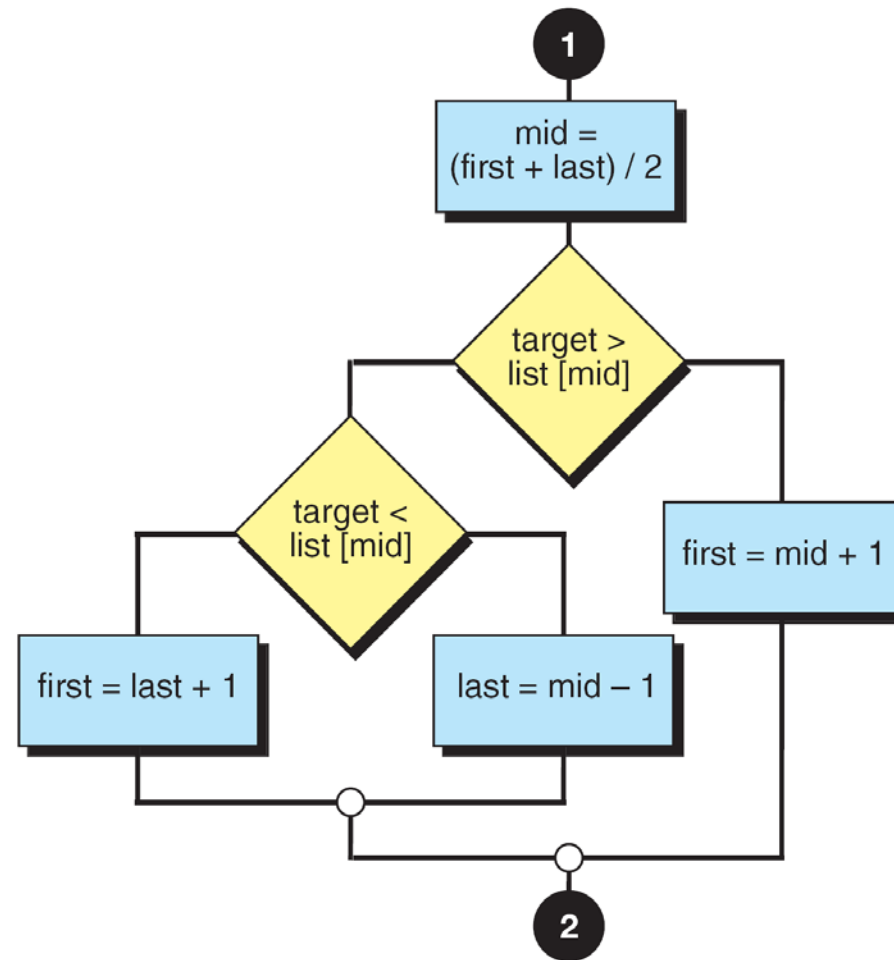 1
mid =
(first + last) / 2
target >
list [mid]
target <
list [mid]
first = mid + 1
first = last + 1
last = mid – 1
2